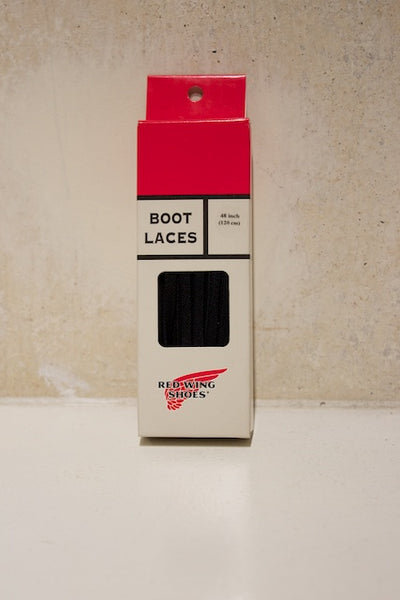 BOOT
LACES
48 inch
(120 cm)
RED WING
SHOES®